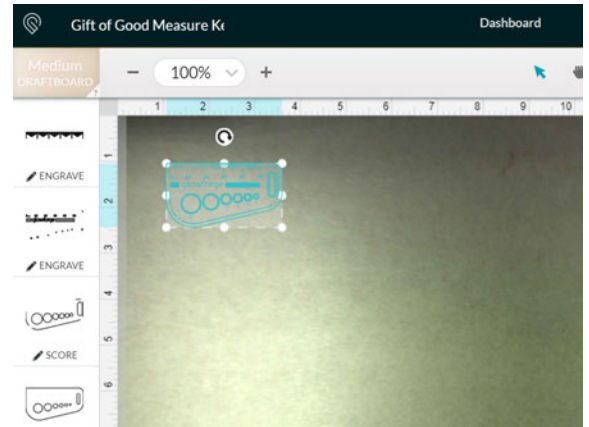 Gift of Good Measure Ke
Dashboard
Medium
DRAFTBOARD
?
100%
1 2 3 4 5 6 7 8 9 10
1
ENGRAVE
2
3
ENGRAVE
4
5
SCORE
6